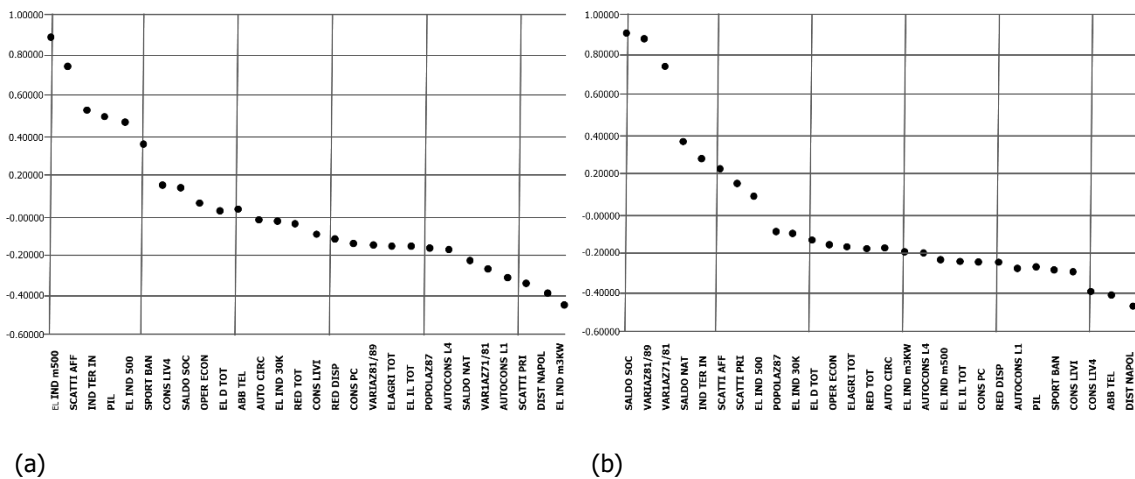 1.00000
0.80000
0.60000
0.40000
0.20000
-0.00000
-0.20000
-0.40000
-0.60000
EL IND m500
SCATTI AFF
IND TER IN
PIL
EL IND 500
SPORT BAN
CONS LIV4
SALDO SOC
OPER ECON
EL D TOT
ABB TEL
AUTO CIRC
EL IND 30K
RED TOT
CONS LIVI
RED DISP
CONS PC
VARIAZ81/89
ELAGRI TOT
EL IL TOT
POPOLAZ87
AUTOCONS L4
SALDO NAT
VAR1AZ71/81
AUTOCONS L1
SCATTI PRI
DIST NAPOL
EL IND m3KW
(a)
1.00000
0.80000
0.60000
0.40000
0.20000
-0.00000
-0.20000
-0.40000
-0.60000
SALDO SOC
VARIAZ81/89
VAR1AZ71/81
SALDO NAT
IND TER IN
SCATTI AFF
SCATTI PRI
EL IND 500
POPOLAZ87
EL IND 30K
EL D TOT
OPER ECON
ELAGRI TOT
RED TOT
AUTO CIRC
EL IND m3KW
AUTOCONS L4
EL IND m500
EL IL TOT
CONS PC
RED DISP
AUTOCONS L1
PIL
SPORT BAN
CONS LIVI
CONS LIV4
ABB TEL
DIST NAPOL
(b)